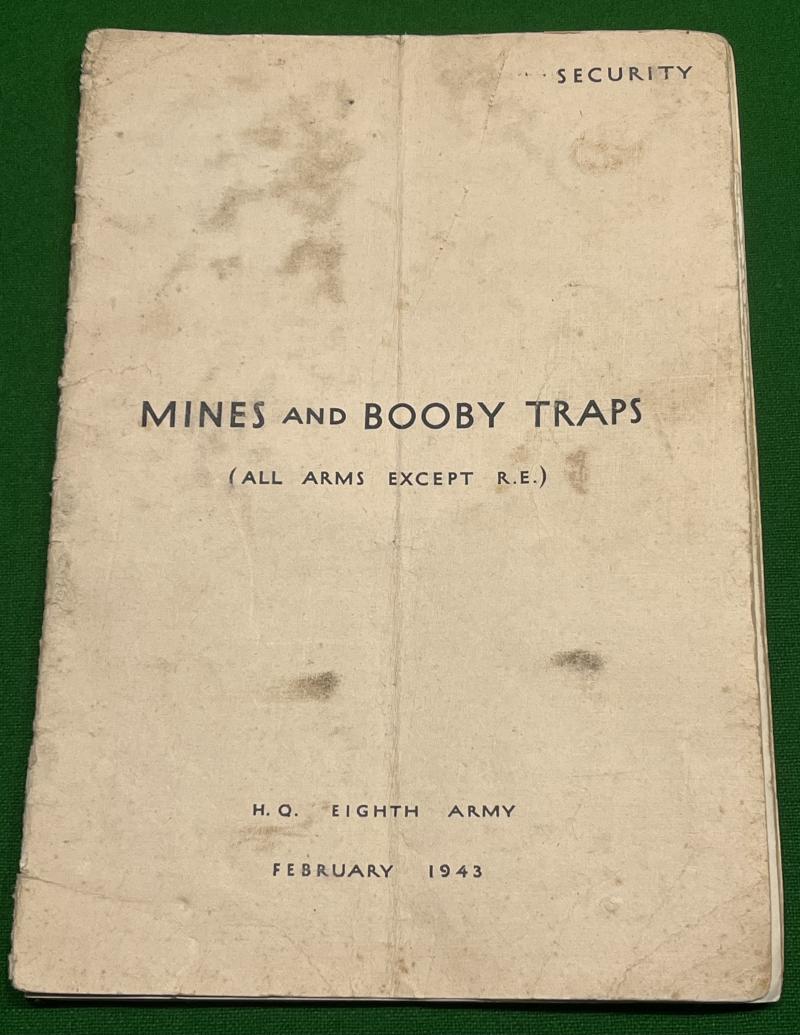 SECURITY
MINES AND BOOBY TRAPS
(ALL ARMS EXCEPT R.E.)
H.Q. EIGHTH ARMY
FEBRUARY 1943